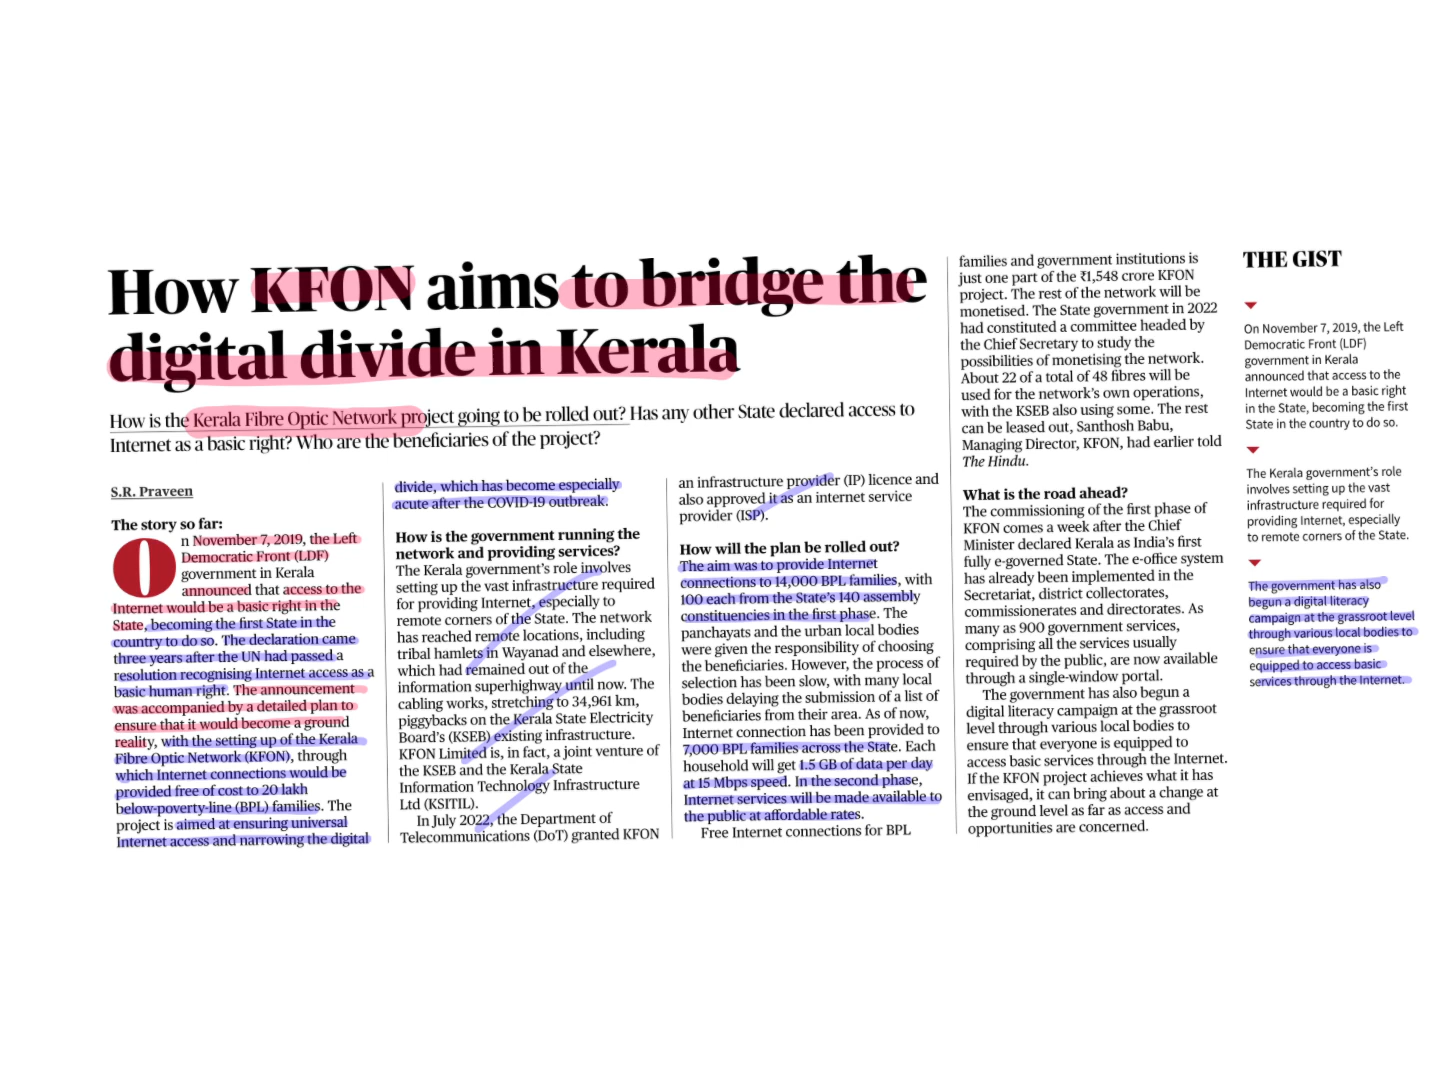 How KFON aims to bridge the
digital divide in Kerala
How is the Kerala Fibre Optic Network project going to be rolled out? Has any other State declared access to
Internet as a basic right? Who are the beneficiaries of the project?
S.R. Praveen
The story so far:
On November 7, 2019, the Left
Democratic Front (LDF)
government in Kerala
announced that access to the
Internet would be a basic right in the
State, becoming the first State in the
country to do so. The declaration came
three years after the UN had passed a
resolution recognising Internet access as a
basic human right. The announcement
was accompanied by a detailed plan to
ensure that it would become a ground
reality, with the setting up of the Kerala
Fibre Optic Network (KFON), through
which Internet connections would be
provided free of cost to 20 lakh
below-poverty-line (BPL) families. The
project is aimed at ensuring universal
Internet access and narrowing the digital
divide, which has become especially
acute after the COVID-19 outbreak.
How is the government running the
network and providing services?
The Kerala government's role involves
setting up the vast infrastructure required
for providing Internet, especially to
remote corners of the State. The network
has reached remote locations, including
tribal hamlets in Wayanad and elsewhere,
which had remained out of the
information superhighway until now. The
cabling works, stretching to 34,961 km,
piggybacks on the Kerala State Electricity
Board's (KSEB) existing infrastructure.
KFON Limited is, in fact, a joint venture of
the KSEB and the Kerala State
Information Technology Infrastructure
Ltd (KSITIL).
In July 2022, the Department of
Telecommunications (DoT) granted KFON
an infrastructure provider (IP) licence and
also approved it as an internet service
provider (ISP).
How will the plan be rolled out?
The aim was to provide Internet
connections to 14,000 BPL families, with
100 each from the State's 140 assembly
constituencies in the first phase. The
panchayats and the urban local bodies
were given the responsibility of choosing
the beneficiaries. However, the process of
selection has been slow, with many local
bodies delaying the submission of a list of
beneficiaries from their area. As of now,
Internet connection has been provided to
7,000 BPL families across the State. Each
household will get 1.5 GB of data per day
at 15 Mbps speed. In the second phase,
Internet services will be made available to
the public at affordable rates.
Free Internet connections for BPL
families and government institutions is
just one part of the ₹1,548 crore KFON
project. The rest of the network will be
monetised. The State government in 2022
had constituted a committee headed by
the Chief Secretary to study the
possibilities of monetising the network.
About 22 of a total of 48 fibres will be
used for the network's own operations,
with the KSEB also using some. The rest
can be leased out, Santhosh Babu,
Managing Director, KFON, had earlier told
The Hindu.
What is the road ahead?
The commissioning of the first phase of
KFON comes a week after the Chief
Minister declared Kerala as India's first
fully e-governed State. The e-office system
has already been implemented in the
Secretariat, district collectorates,
commissionerates and directorates. As
many as 900 government services,
comprising all the services usually
required by the public, are now available
through a single-window portal.
The government has also begun a
digital literacy campaign at the grassroot
level through various local bodies to
ensure that everyone is equipped to
access basic services through the Internet.
If the KFON project achieves what it has
envisaged, it can bring about a change at
the ground level as far as access and
opportunities are concerned.
THE GIST
On November 7, 2019, the Left
Democratic Front (LDF)
government in Kerala
announced that access to the
Internet would be a basic right
in the State, becoming the first
State in the country to do so.
The Kerala government's role
involves setting up the vast
infrastructure required for
providing Internet, especially
to remote corners of the State.
The government has also
begun a digital literacy
campaign at the grassroot level
through various local bodies to
ensure that everyone is
equipped to access basic
services through the Internet.